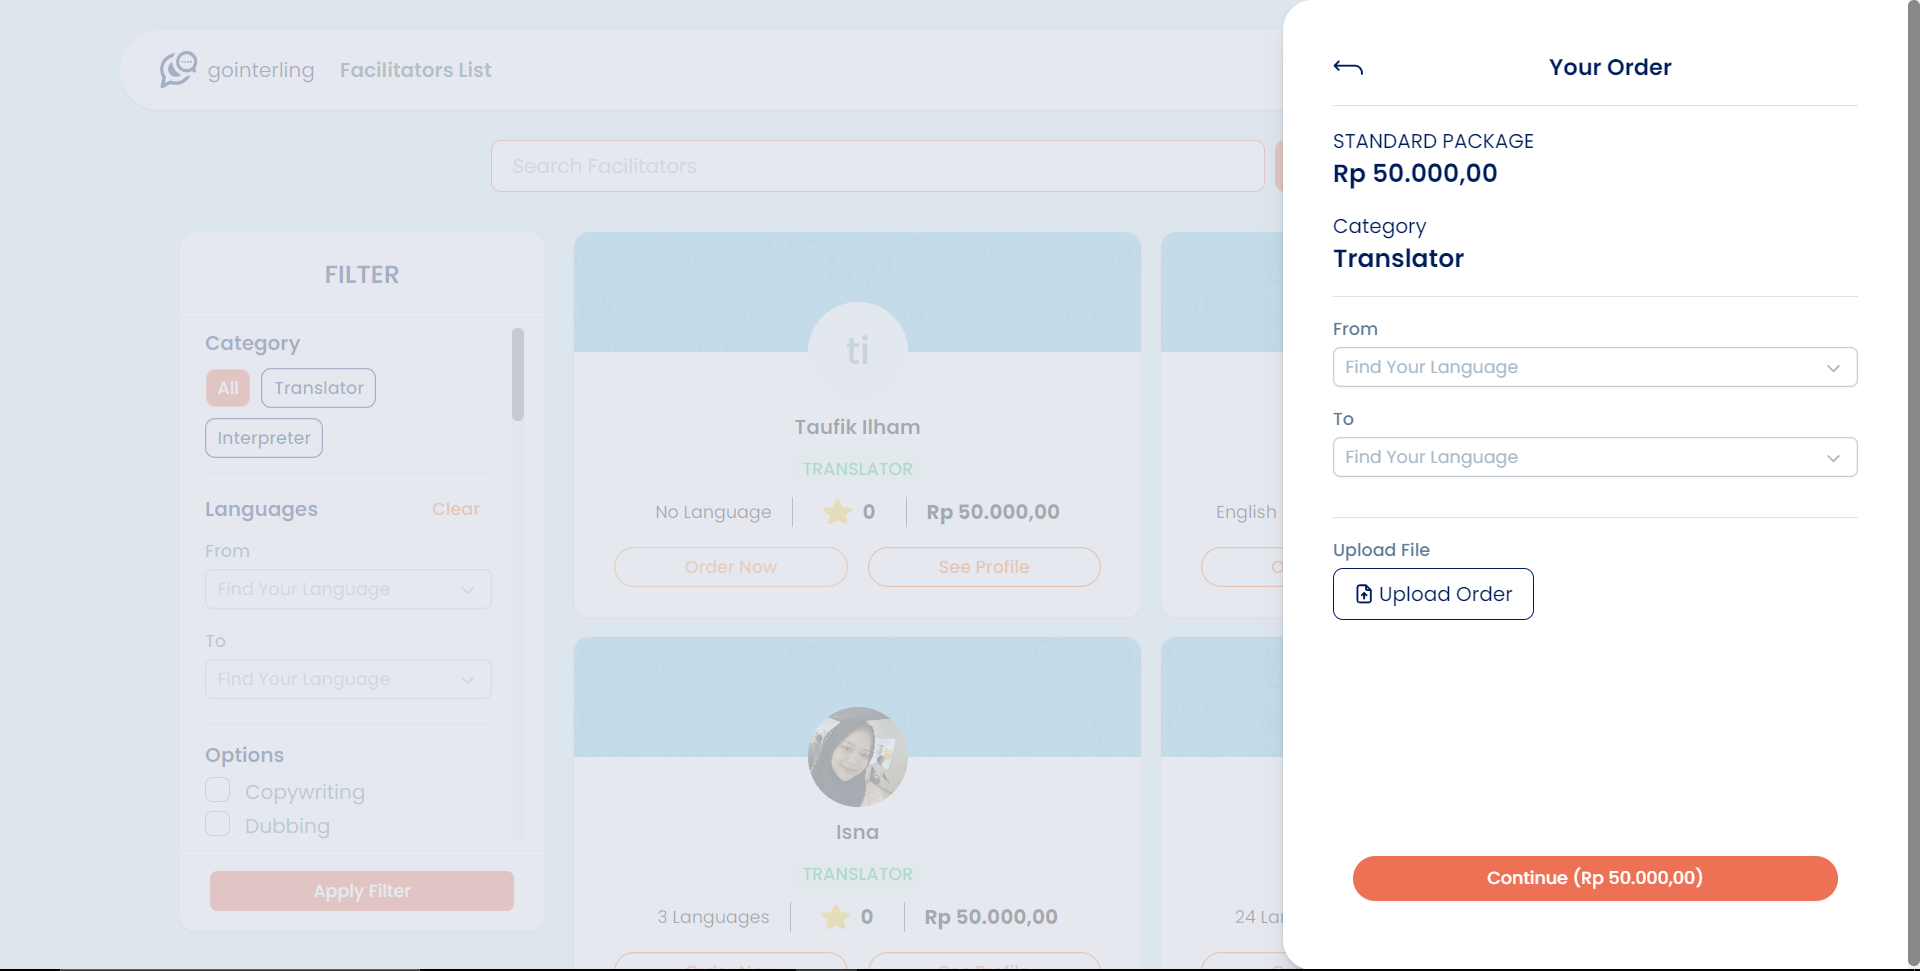 gointerling
Facilitators List
Search Facilitators
FILTER
Category
All
Translator
Interpreter
Languages
Clear
From
Find Your Language
To
Find Your Language
Options
Copywriting
Dubbing
Apply Filter
ti
Taufik Ilham
TRANSLATOR
No Language
0
Rp 50.000,00
Order Now
See Profile
English
Isna
TRANSLATOR
3 Languages
0
Rp 50.000,00
Order Now
See Profile
24
Your Order
STANDARD PACKAGE
Rp 50.000,00
Category
Translator
From
Find Your Language
To
Find Your Language
Upload File
Upload Order
Continue (Rp 50.000,00)